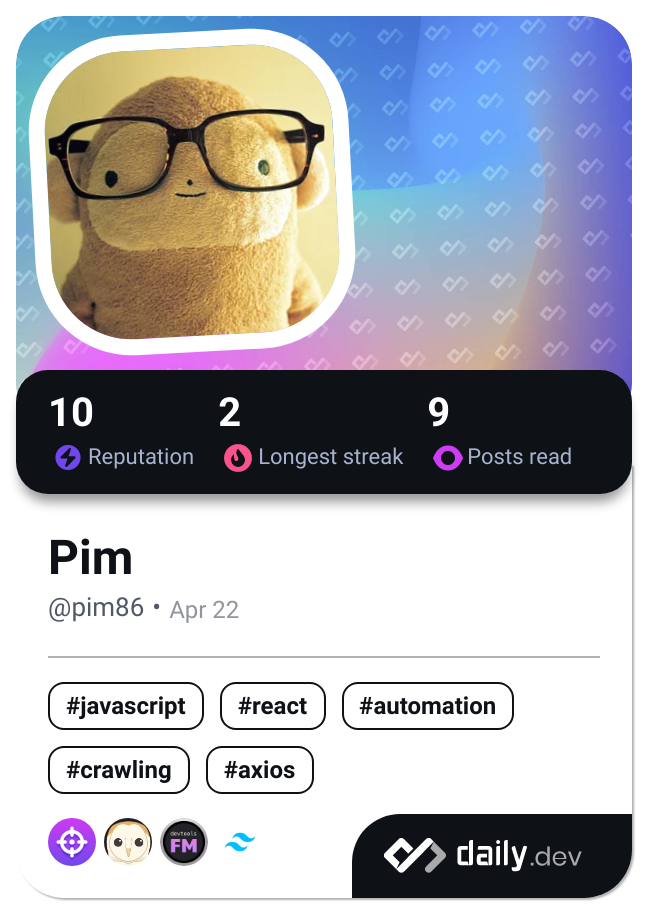 10 2 9
Reputation Longest streak Posts read
Pim
@pim86 • Apr 22
#javascript #react #automation
#crawling #axios
devtools
FM
daily.dev